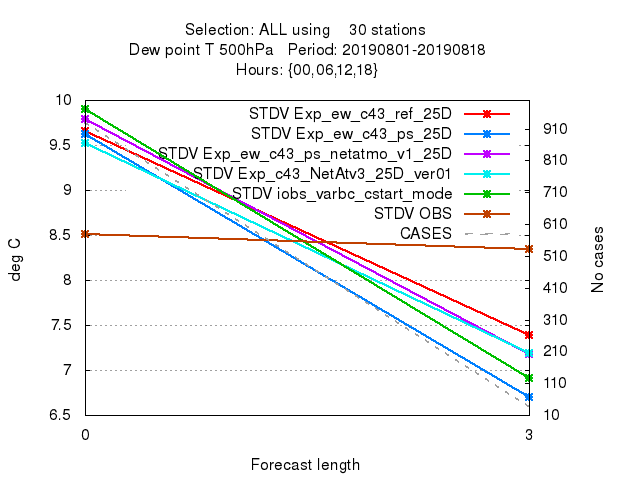 Selection: ALL using 30 stations
Dew point T 500hPa Period: 20190801-20190818
Hours: {00,06,12,18}
STDV Exp_ew_c43_ref_25D
STDV Exp_ew_c43_ps_25D
STDV Exp_ew_c43_ps_netatmo_v1_25D
STDV Exp_c43_NetAtv3_25D_ver01
STDV iobs_varbc_cstart_mode
STDV OBS
CASES
10
9.5
9
8.5
8
7.5
7
6.5
deg C
910
810
710
610
510
410
310
210
110
10
No cases
0 3
Forecast length